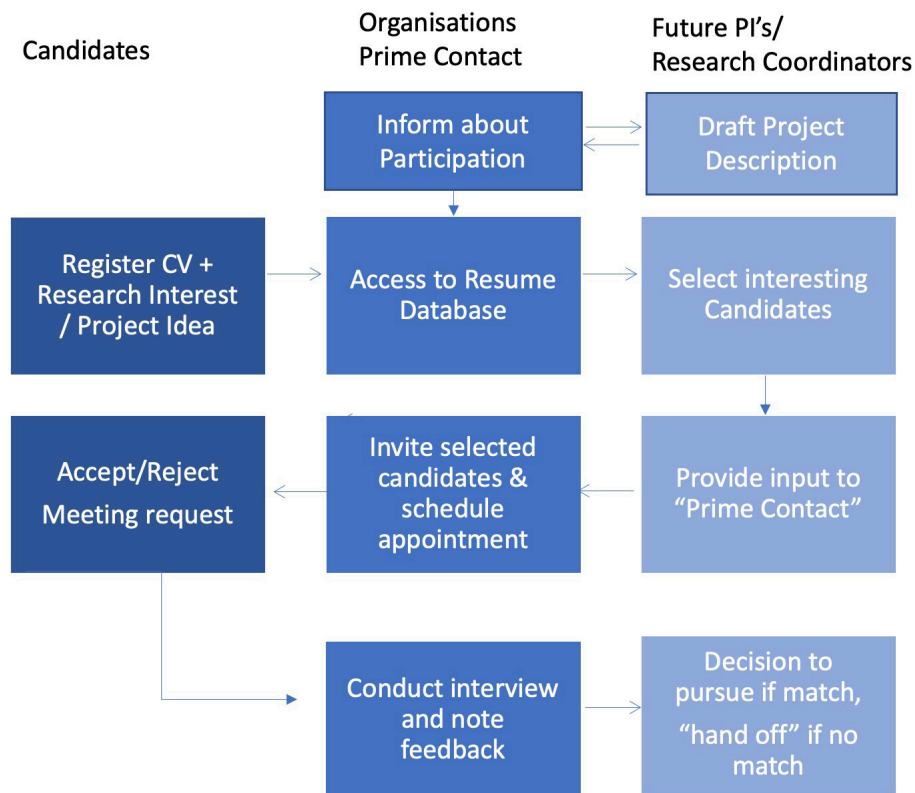 Candidates
Organisations
Prime Contact
Future PI's/
Research Coordinators
Inform about
Participation
Draft Project
Description
Register CV +
Research Interest
/ Project Idea
Access to Resume
Database
Select interesting
Candidates
Accept/Reject
Meeting request
Invite selected
candidates &
schedule
appointment
Provide input to
“Prime Contact”
Conduct interview
and note
feedback
Decision to
pursue if match,
“hand off” if no
match